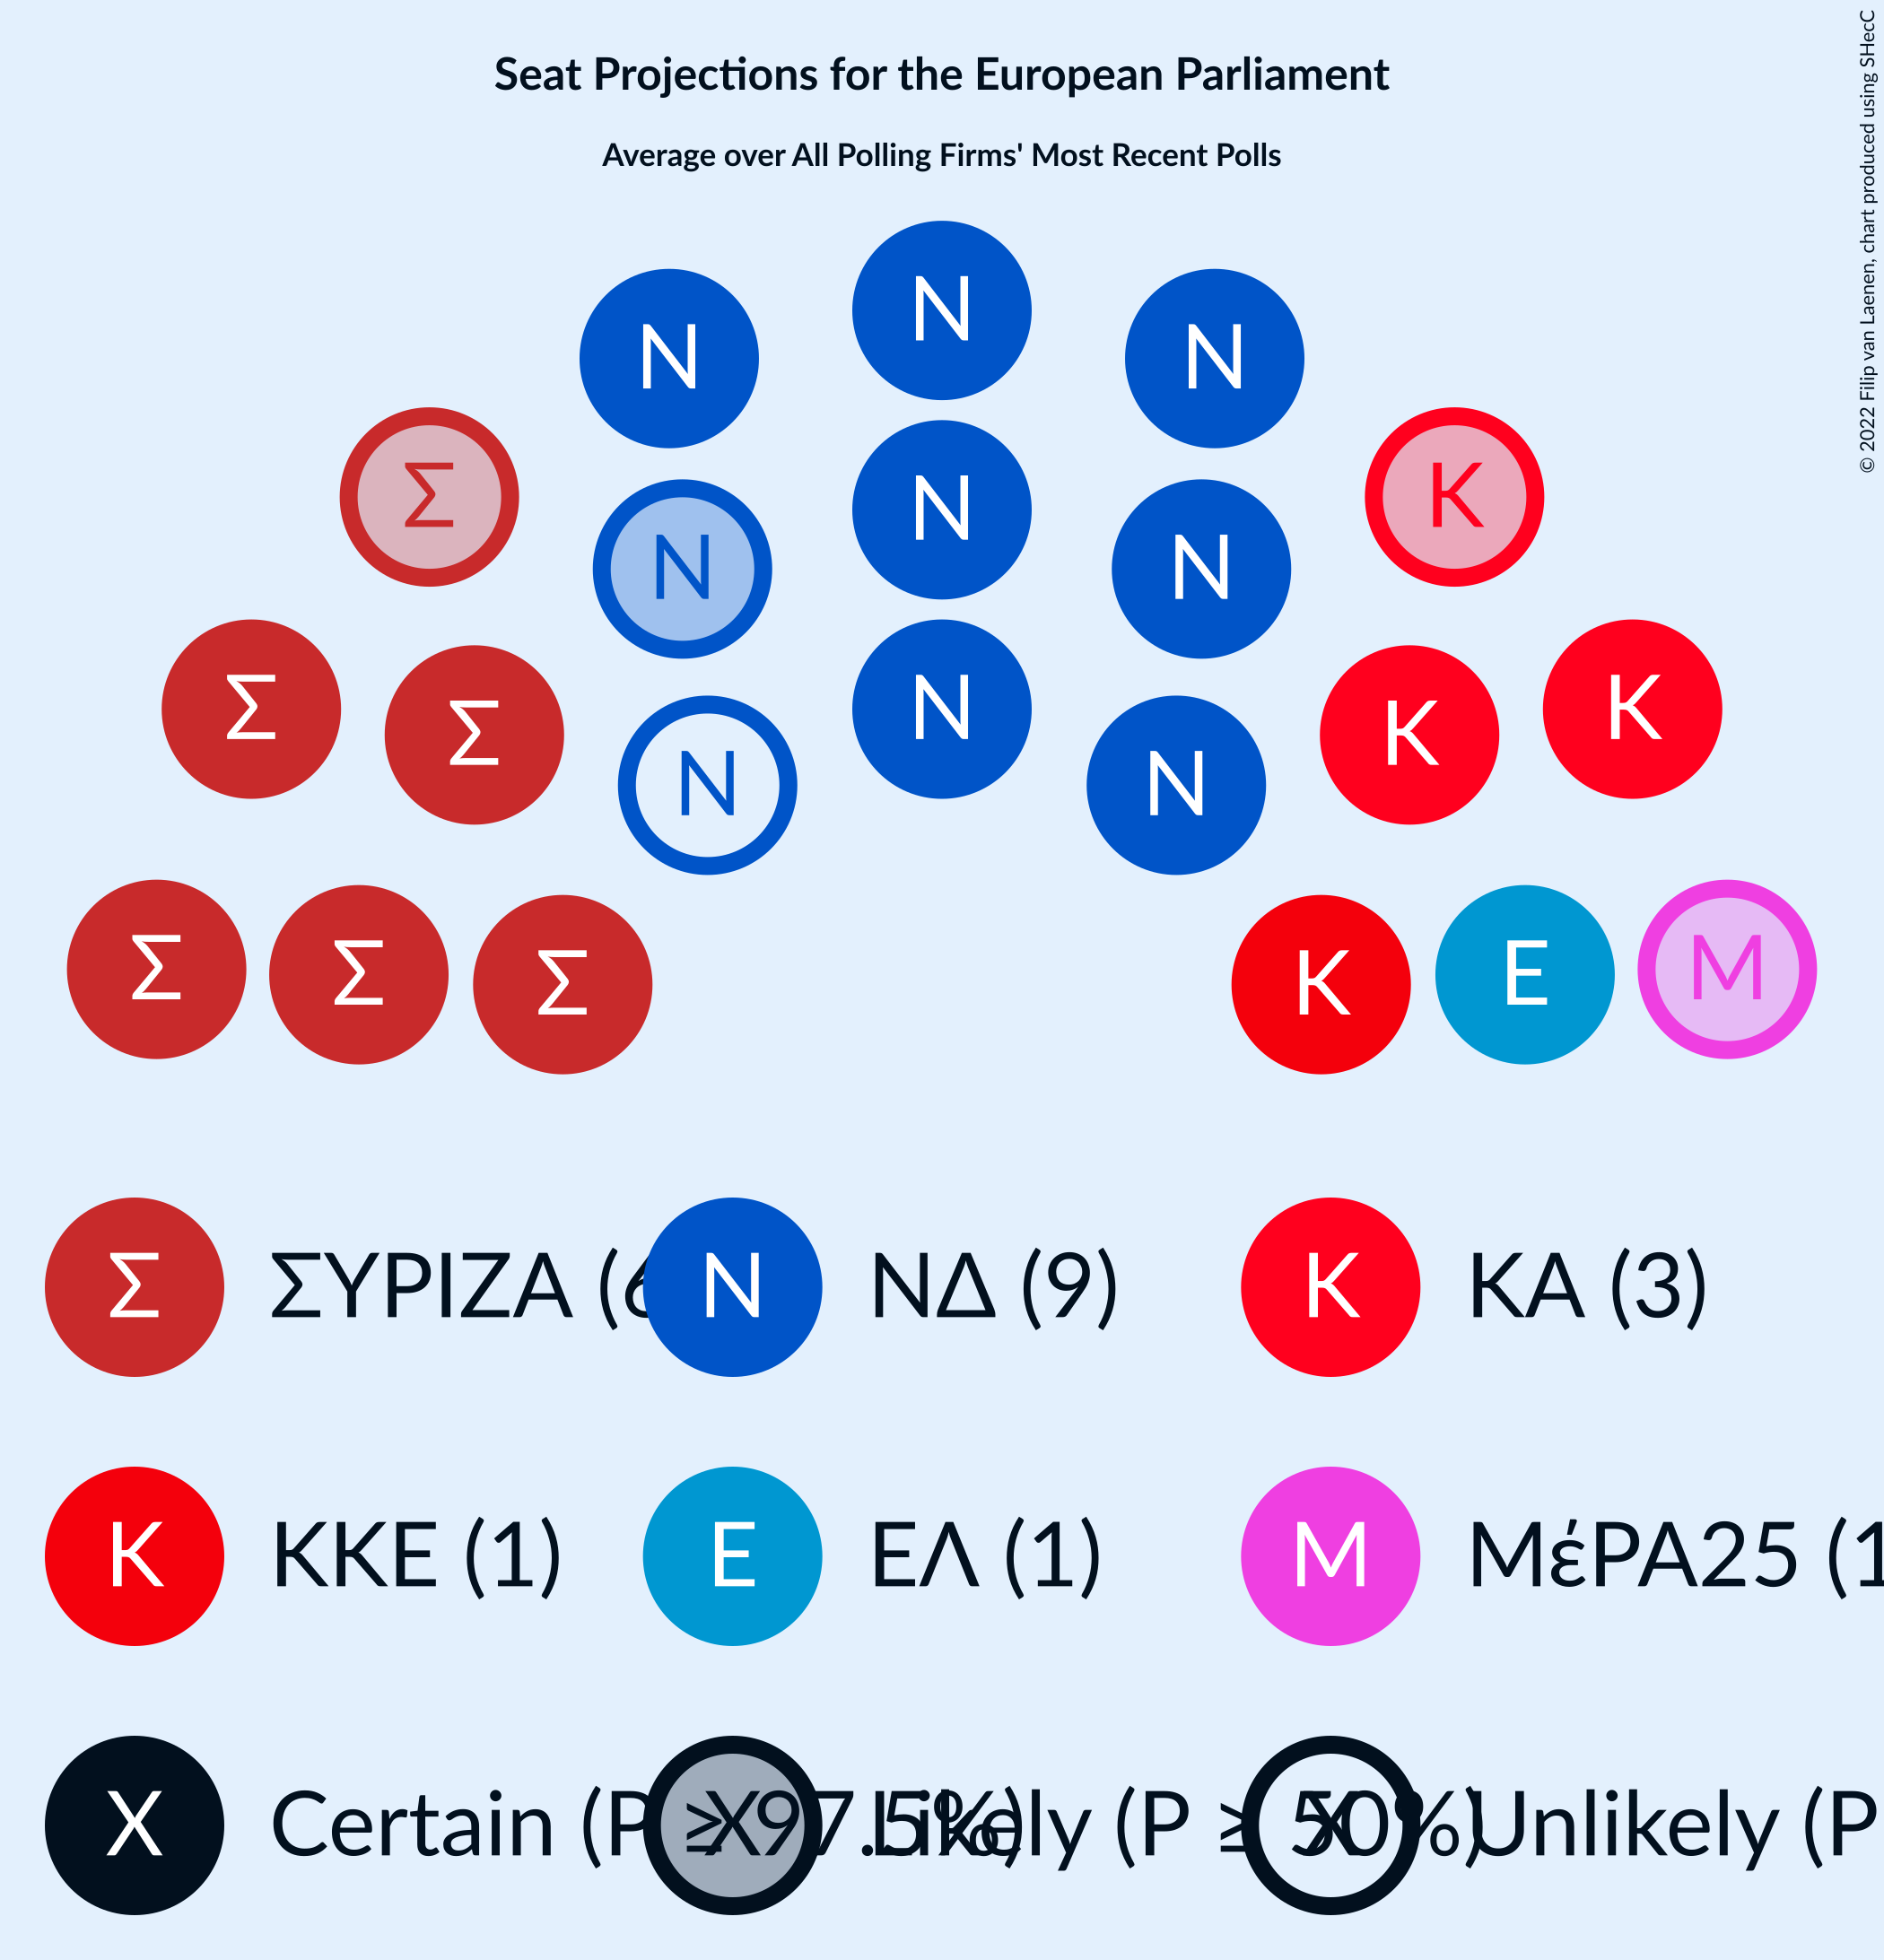 Seat Projections for the European Parliament
Average over All Polling Firms' Most Recent Polls
© 2022 Filip van Laenen, chart produced using SHecC
N
N N
Σ N N N K
Σ Σ N N N K K
Σ Σ Σ K E M
Σ ΣΥΡΙΖΑ (6 N ΝΔ (9) K ΚΑ (3)
K ΚΚΕ (1) E ΕΛ (1) M ΜέΡΑ25 (1
X Certain (P ≥ 97.5%) X Likely (P ≥ 50%) X Unlikely (P